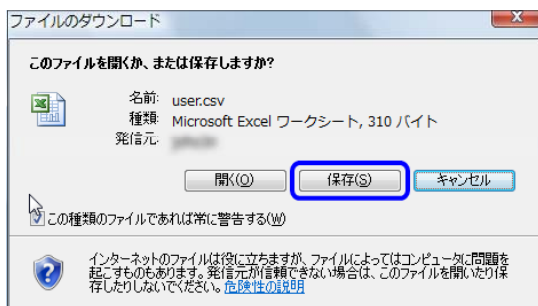 ファイルのダウンロード
このファイルを開くか、または保存しますか?
名前: user.csv
種類: Microsoft Excel ワークシート, 310 バイト
発信元:
開く(O)
保存(S)
キャンセル
この種類のファイルであれば常に警告する(W)
インターネットのファイルは役に立ちますが、ファイルによってはコンピュータに問題を
起こすものもあります。発信元が信頼できない場合は、このファイルを開いたり保
存したりしないでください。危険性の説明